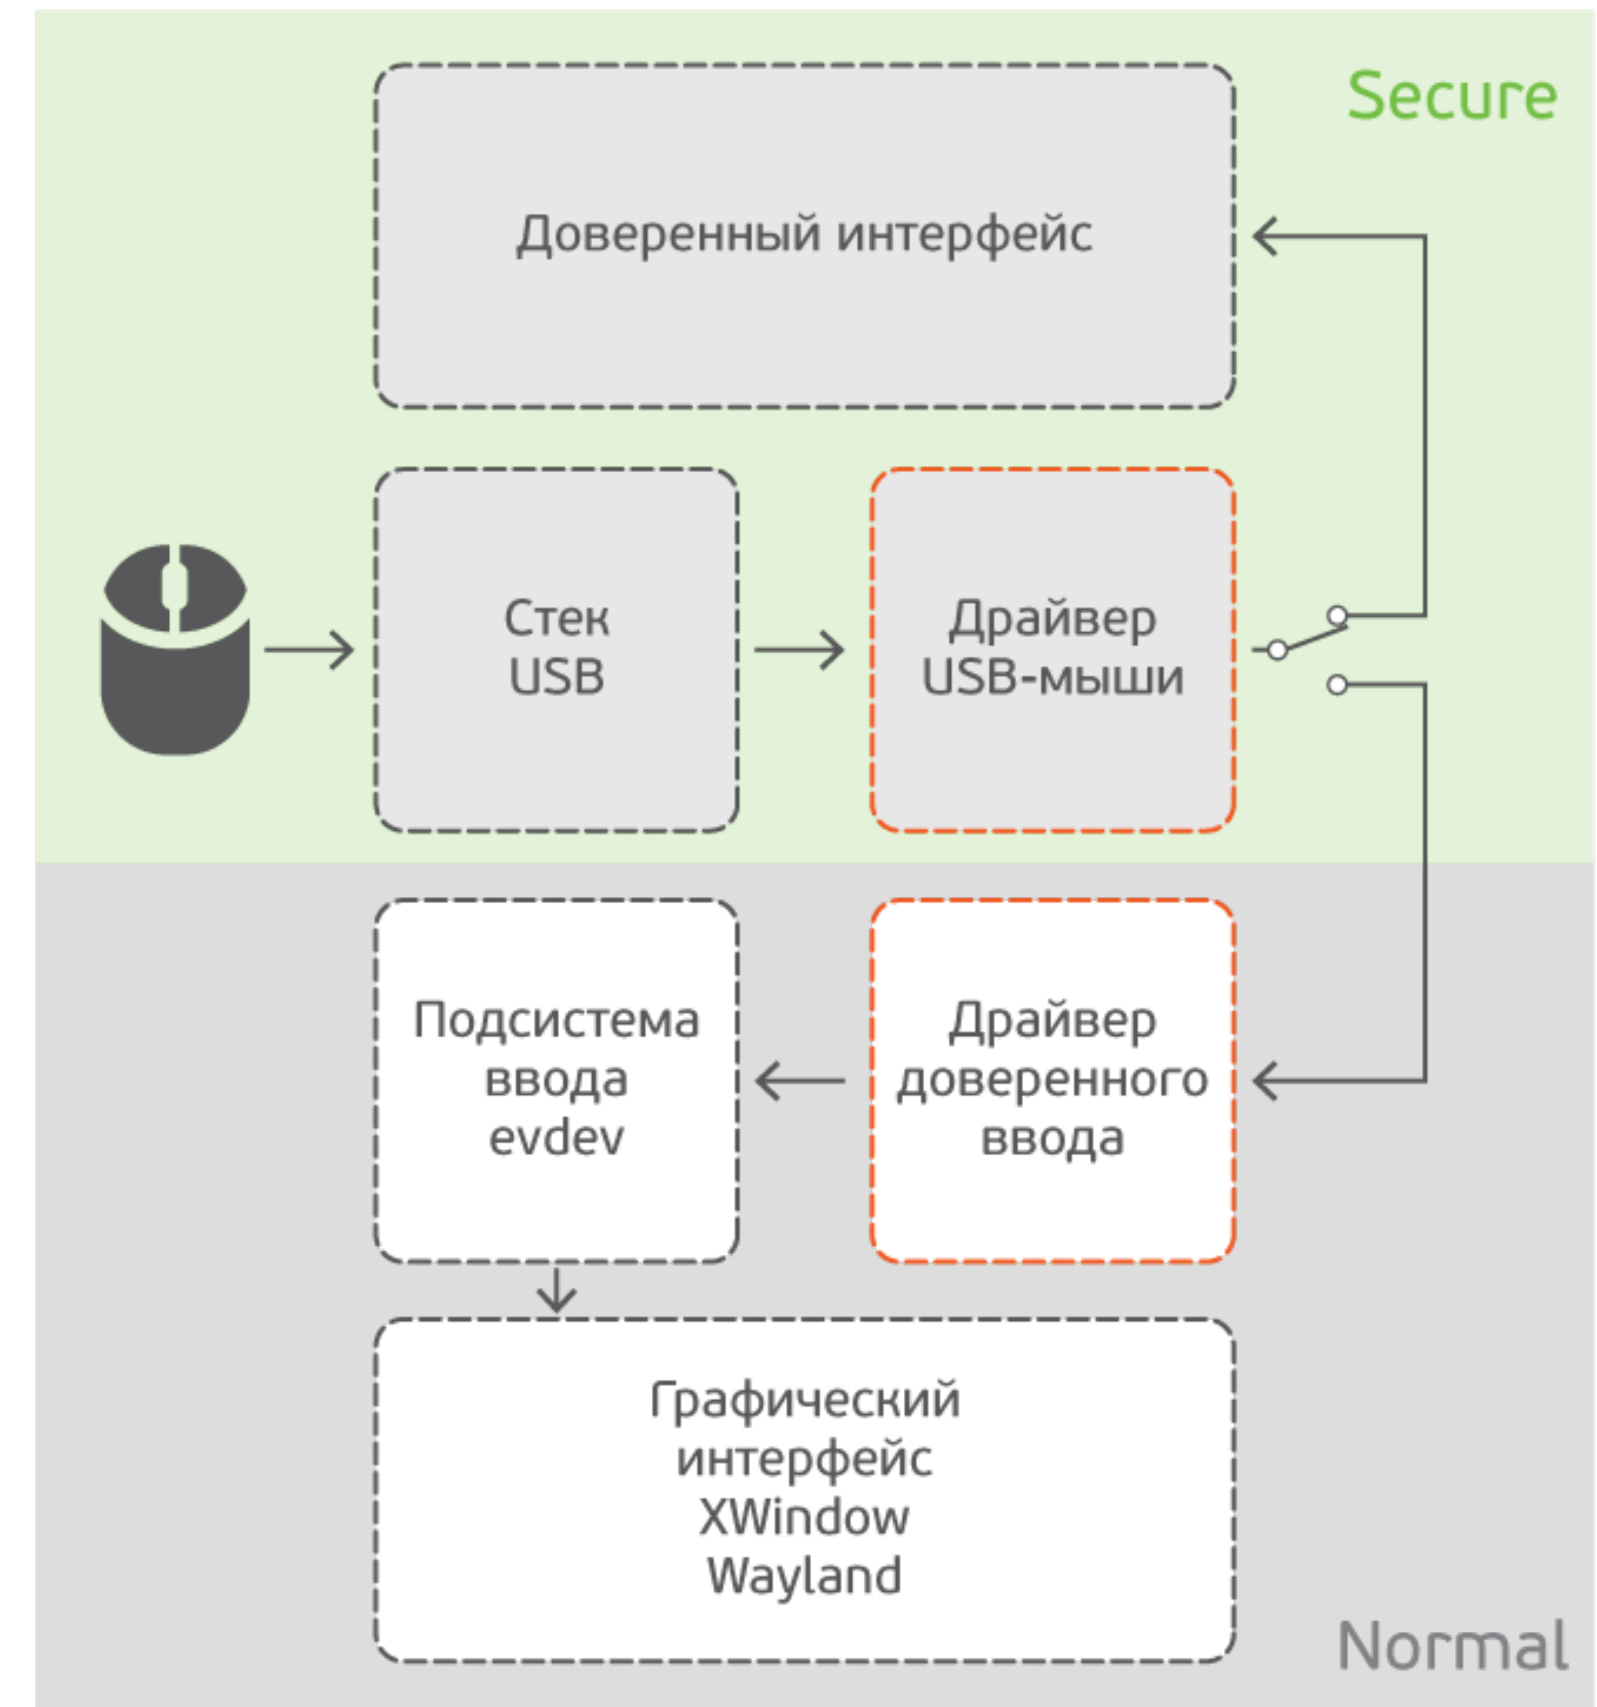 Secure
Доверенный интерфейс
Стек
USB
Драйвер
USB-мыши
Подсистема
ввода
evdev
Драйвер
доверенного
ввода
Графический
интерфейс
XWindow
Wayland
Normal